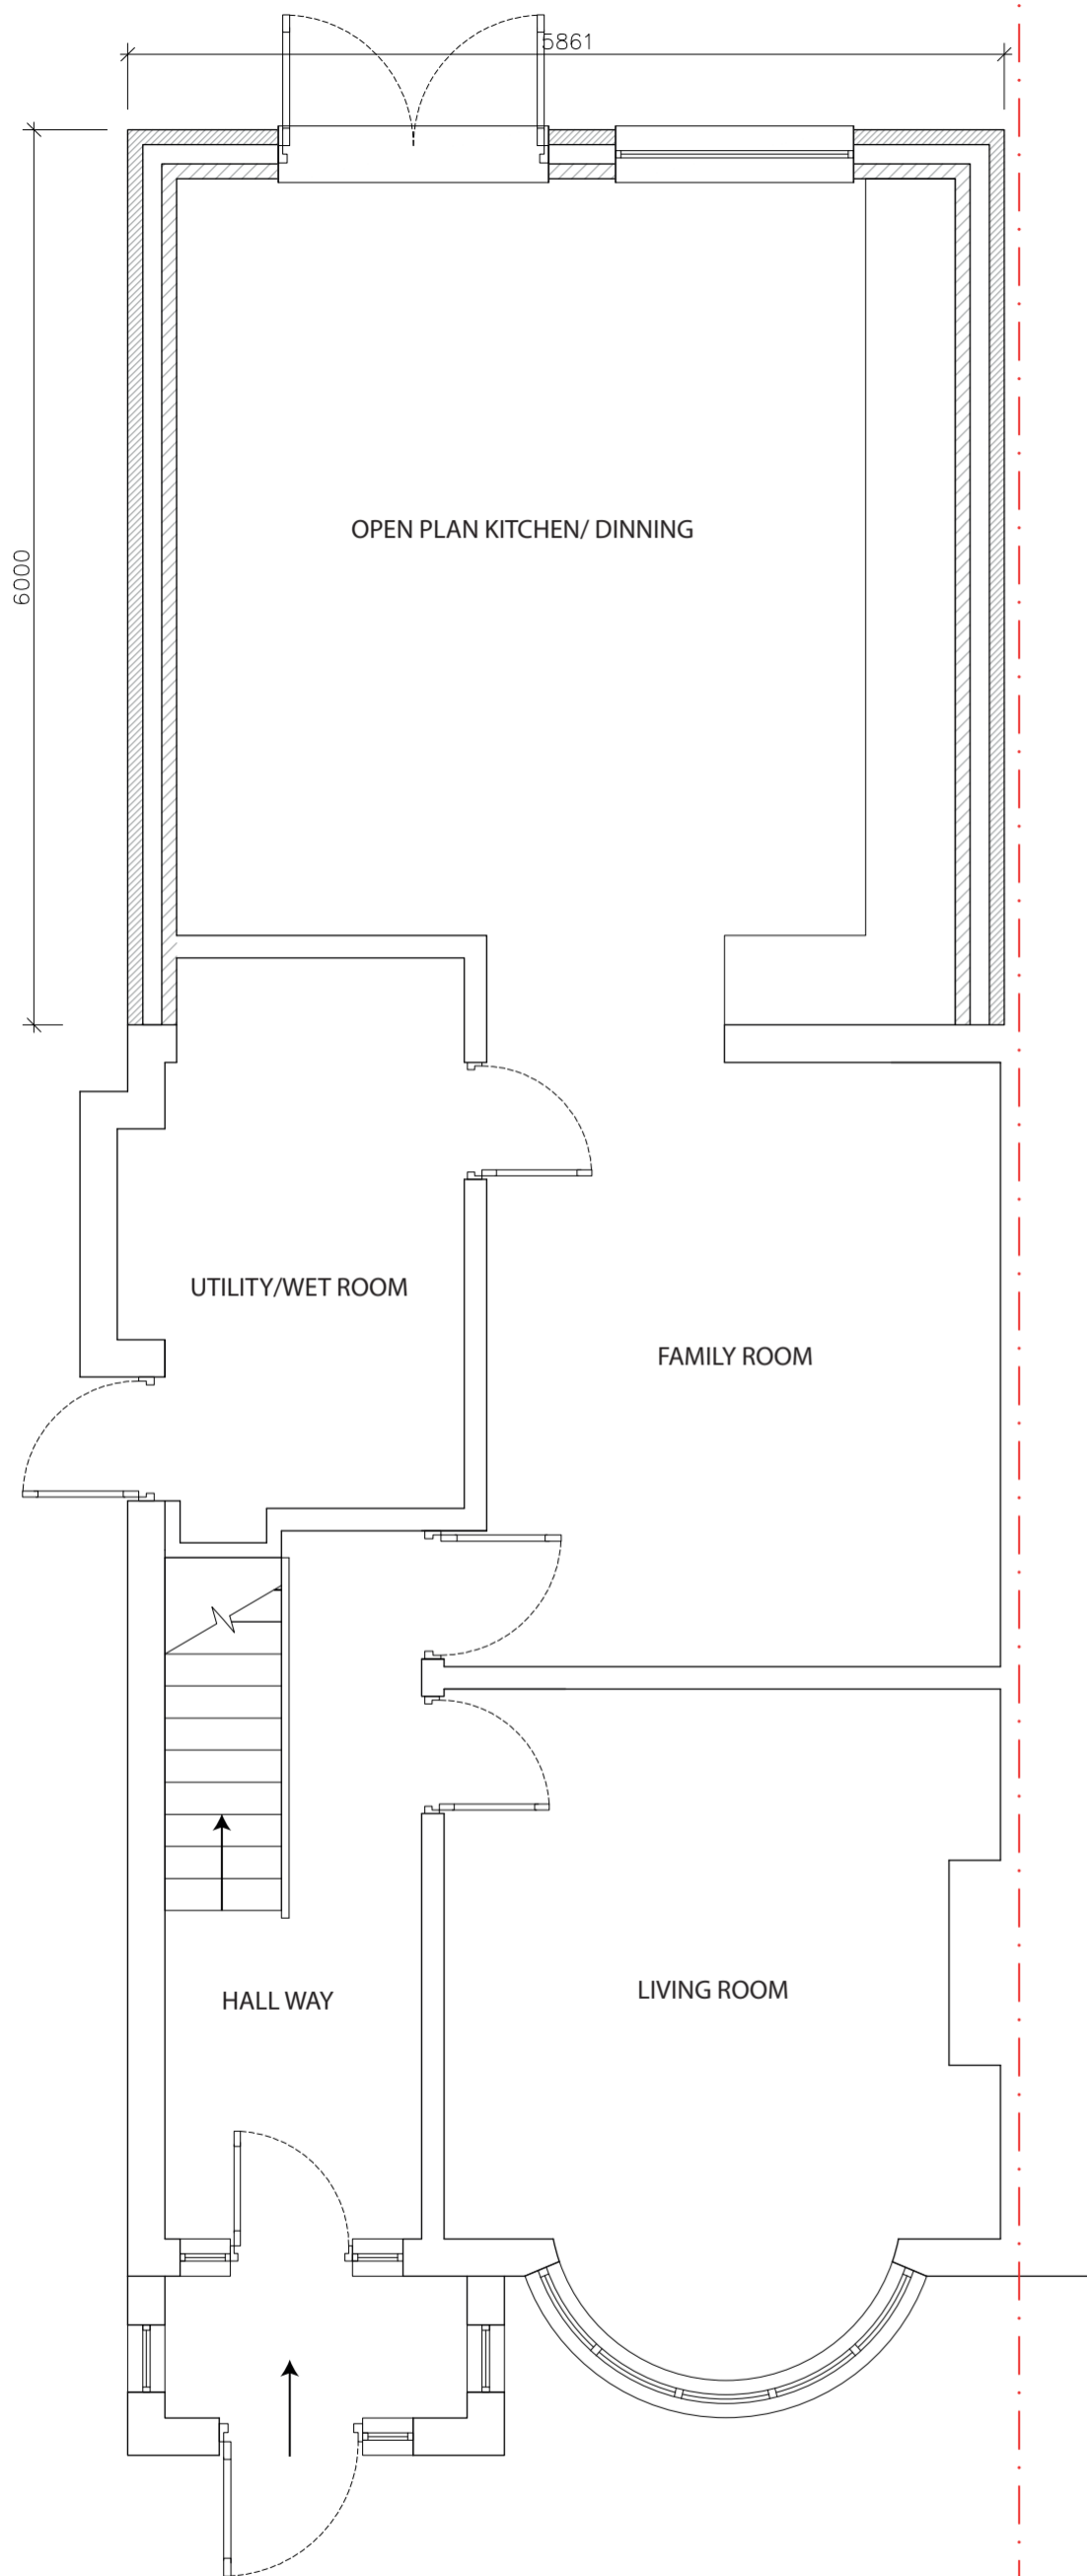 5861
OPEN PLAN KITCHEN/ DINNING
6000
UTILITY/WET ROOM
FAMILY ROOM
LIVING ROOM
HALL WAY